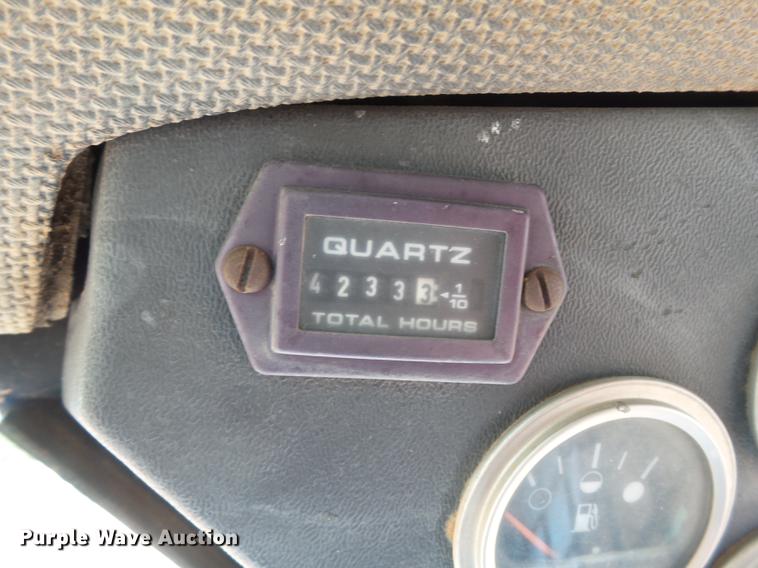 QUARTZ
4 2 3 3 3 ◄ 1/10
TOTAL HOURS
Purple Wave Auction